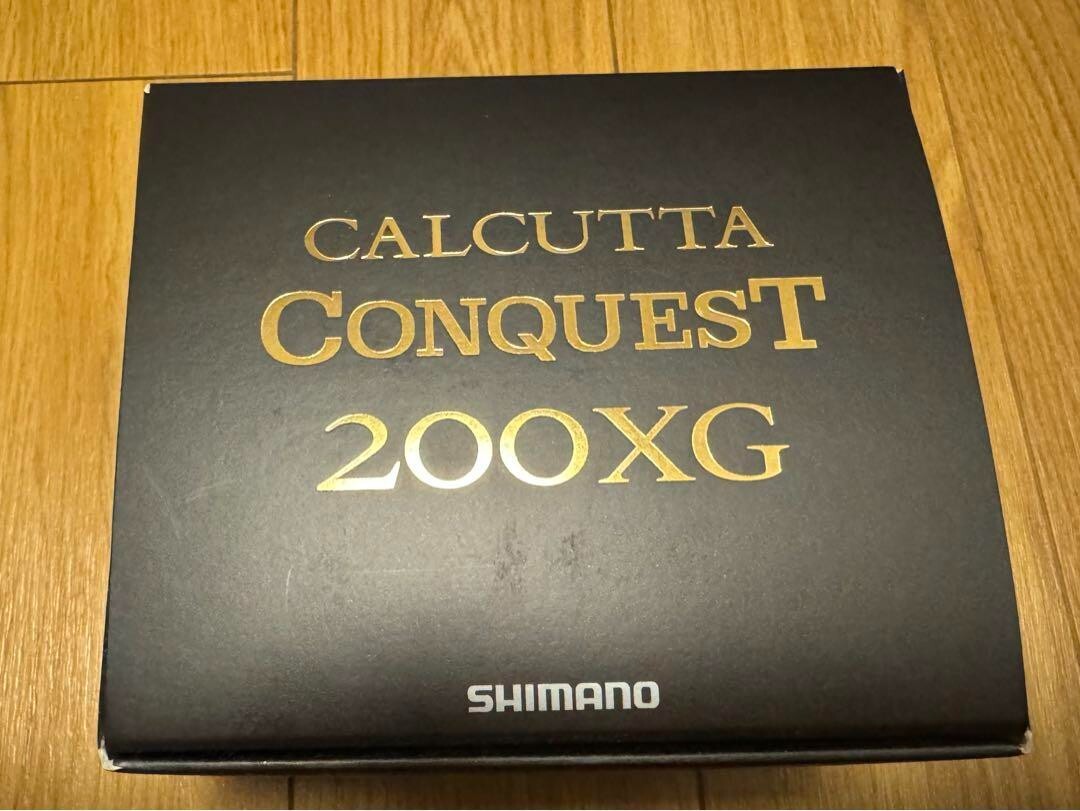 CALCUTTA
CONQUEST
200XG
SHIMANO